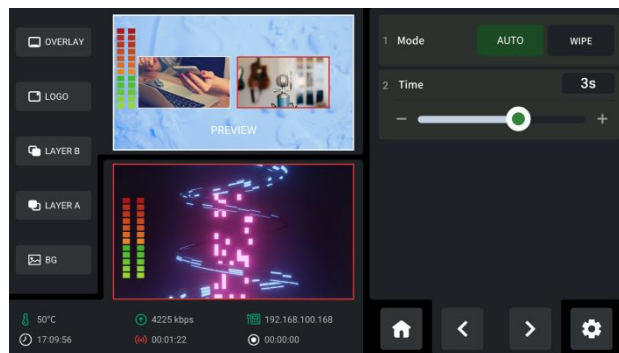 OVERLAY
LOGO
LAYER B
LAYER A
BG
PREVIEW
50°C
4225 kbps
192.168.100.168
17:09:56
00:01:22
00:00:00
1 Mode AUTO WIPE
2 Time 3s
− +